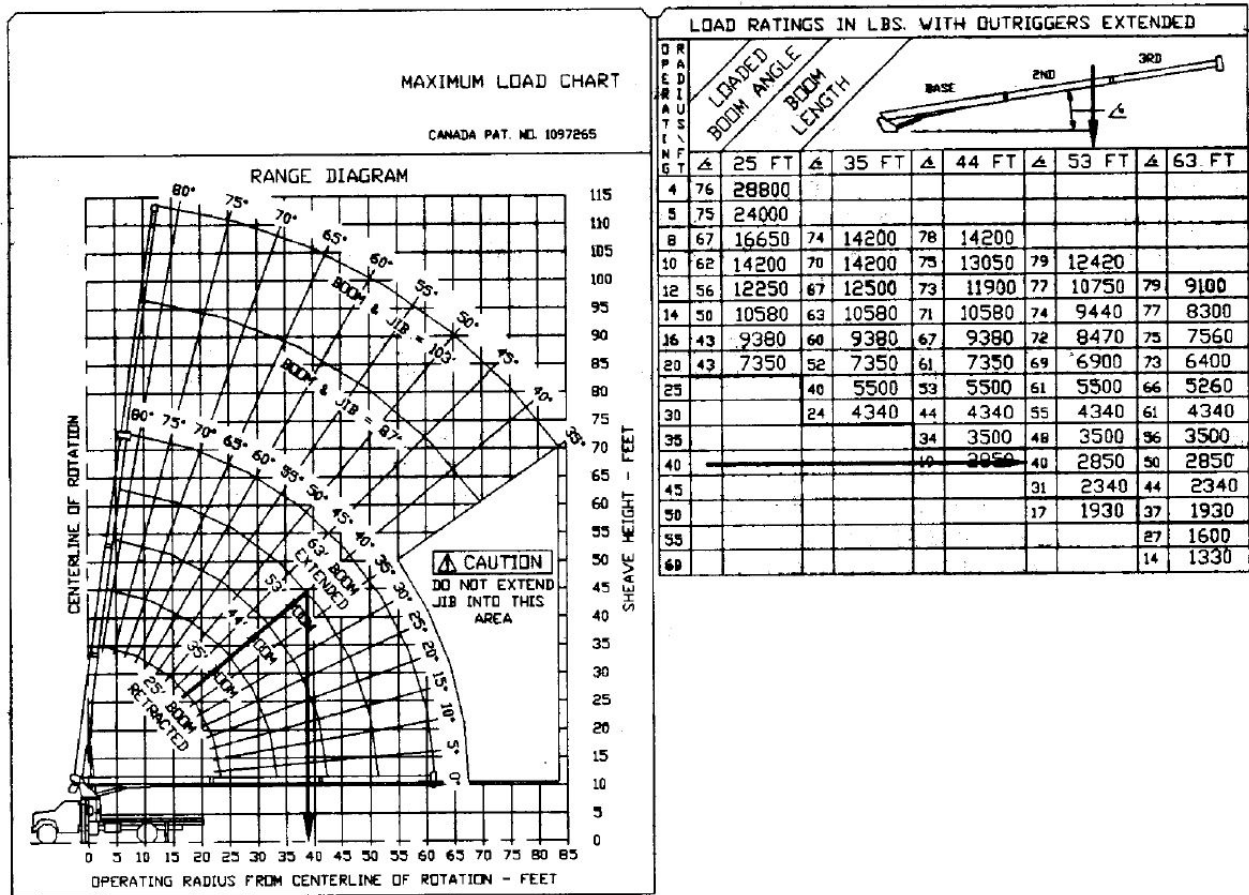 MAXIMUM LOAD CHART
CANADA PAT. NO. 1097265
RANGE DIAGRAM
80° 75° 70° 65° 60° 55° 50° 45° 40° 35°
BOOM & JIB = 103'
BOOM & JIB = 87'
80° 75° 70° 65° 60° 55° 50° 45° 40° 35° 30° 25° 20° 15° 10° 5° 0°
63' BOOM EXTENDED
53' BOOM
44' BOOM
35' BOOM
25' BOOM RETRACTED
CENTERLINE OF ROTATION
⚠ CAUTION
DO NOT EXTEND
JIB INTO THIS
AREA
115
110
105
100
95
90
85
80
75
70
65
60
55
50
45
40
35
30
25
20
15
10
5
0
SHEAVE HEIGHT - FEET
0 5 10 15 20 25 30 35 40 45 50 55 60 65 70 75 80 85
OPERATING RADIUS FROM CENTERLINE OF ROTATION - FEET
LOAD RATINGS IN LBS. WITH OUTRIGGERS EXTENDED
OPERATING
RADIUS\FT
LOADED
BOOM ANGLE
BOOM
LENGTH
BASE 2ND 3RD
∡ 25 FT ∡ 35 FT ∡ 44 FT ∡ 53 FT ∡ 63 FT
4 76 28800
5 75 24000
8 67 16650 74 14200 78 14200
10 62 14200 70 14200 75 13050 79 12420
12 56 12250 67 12500 73 11900 77 10750 79 9100
14 50 10580 63 10580 71 10580 74 9440 77 8300
16 43 9380 60 9380 67 9380 72 8470 75 7560
20 43 7350 52 7350 61 7350 69 6900 73 6400
25 40 5500 53 5500 61 5500 66 5260
30 24 4340 44 4340 55 4340 61 4340
35 34 3500 48 3500 56 3500
40 2850 40 2850 50 2850
45 31 2340 44 2340
50 17 1930 37 1930
55 27 1600
60 14 1330